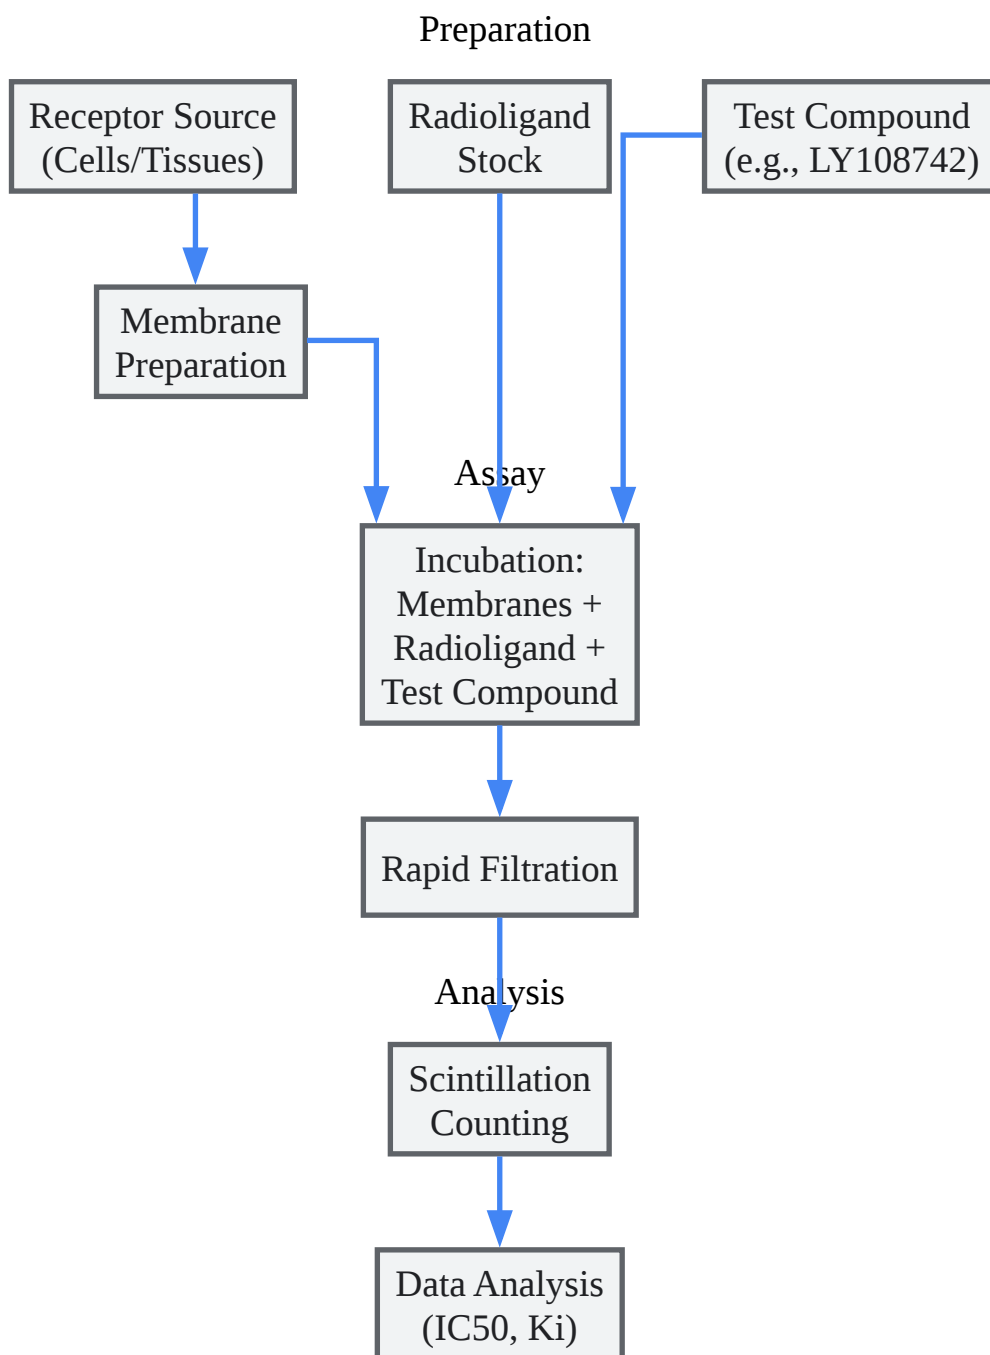 Preparation
Receptor Source
(Cells/Tissues)
Radioligand
Stock
Test Compound
(e.g., LY108742)
Membrane
Preparation
Assay
Incubation:
Membranes +
Radioligand +
Test Compound
Rapid Filtration
Analysis
Scintillation
Counting
Data Analysis
(IC50, Ki)